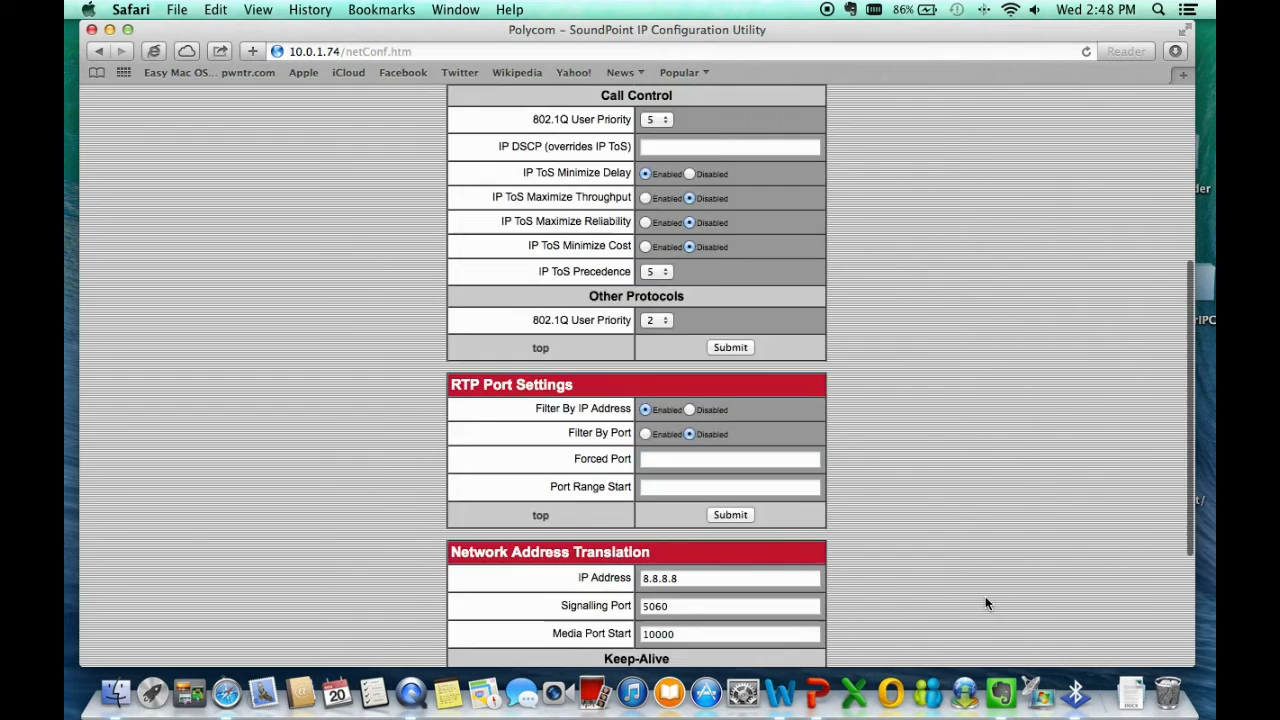 Safari File Edit View History Bookmarks Window Help 86% Wed 2:48 PM
Polycom – SoundPoint IP Configuration Utility
10.0.1.74/netConf.htm Reader
Easy Mac OS... pwntr.com Apple iCloud Facebook Twitter Wikipedia Yahoo! News Popular
Call Control
802.1Q User Priority 5
IP DSCP (overrides IP ToS)
IP ToS Minimize Delay Enabled Disabled
IP ToS Maximize Throughput Enabled Disabled
IP ToS Maximize Reliability Enabled Disabled
IP ToS Minimize Cost Enabled Disabled
IP ToS Precedence 5
Other Protocols
802.1Q User Priority 2
top Submit
RTP Port Settings
Filter By IP Address Enabled Disabled
Filter By Port Enabled Disabled
Forced Port
Port Range Start
top Submit
Network Address Translation
IP Address 8.8.8.8
Signalling Port 5060
Media Port Start 10000
Keep-Alive
20